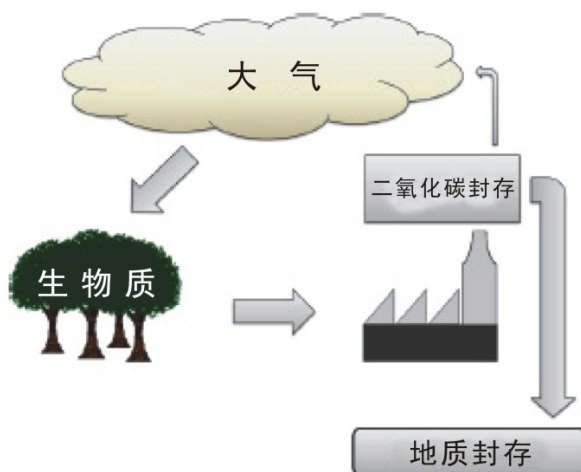 大气
二氧化碳封存
生物质
地质封存